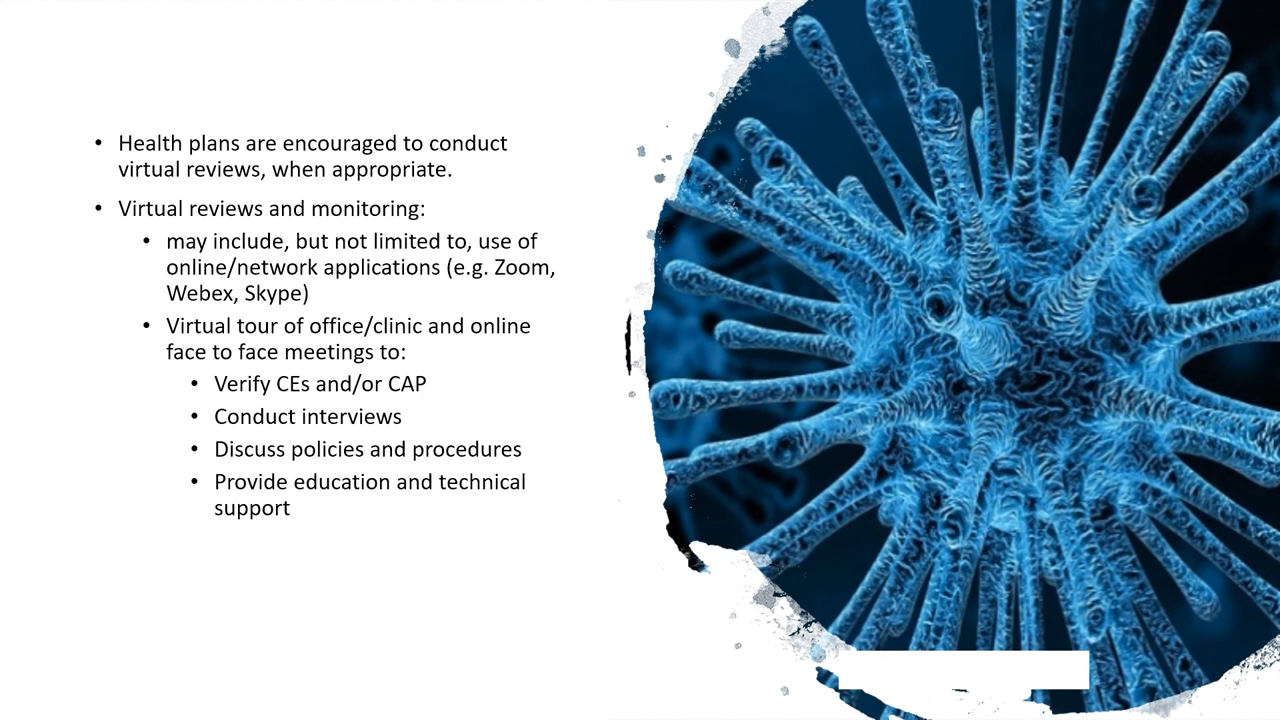 • Health plans are encouraged to conduct
virtual reviews, when appropriate.
• Virtual reviews and monitoring:
• may include, but not limited to, use of
online/network applications (e.g. Zoom,
Webex, Skype)
• Virtual tour of office/clinic and online
face to face meetings to:
• Verify CEs and/or CAP
• Conduct interviews
• Discuss policies and procedures
• Provide education and technical
support